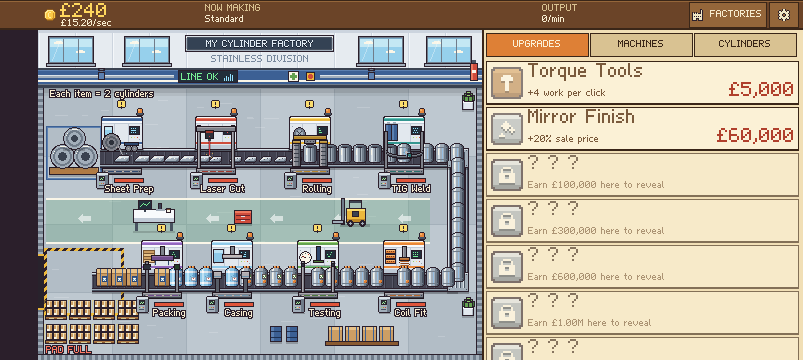 £240
£15.20/sec
NOW MAKING
Standard
OUTPUT
0/min
FACTORIES
MY CYLINDER FACTORY
STAINLESS DIVISION
LINE OK
Each item = 2 cylinders
Sheet Prep
Laser Cut
Rolling
TIG Weld
Packing
Casing
Testing
Coil Fit
PAD FULL
UPGRADES
MACHINES
CYLINDERS
Torque Tools
+4 work per click
£5,000
Mirror Finish
+20% sale price
£60,000
? ? ?
Earn £100,000 here to reveal
? ? ?
Earn £300,000 here to reveal
? ? ?
Earn £600,000 here to reveal
? ? ?
Earn £1.00M here to reveal
? ? ?